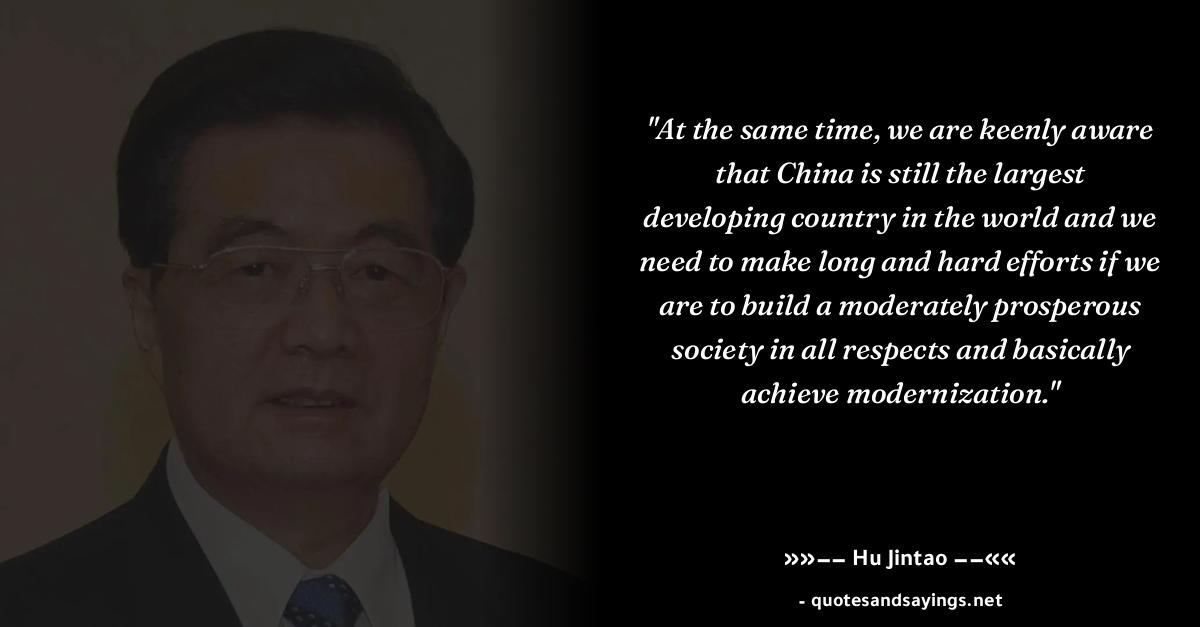 "At the same time, we are keenly aware
that China is still the largest
developing country in the world and we
need to make long and hard efforts if we
are to build a moderately prosperous
society in all respects and basically
achieve modernization."
»»−− Hu Jintao −−««
- quotesandsayings.net